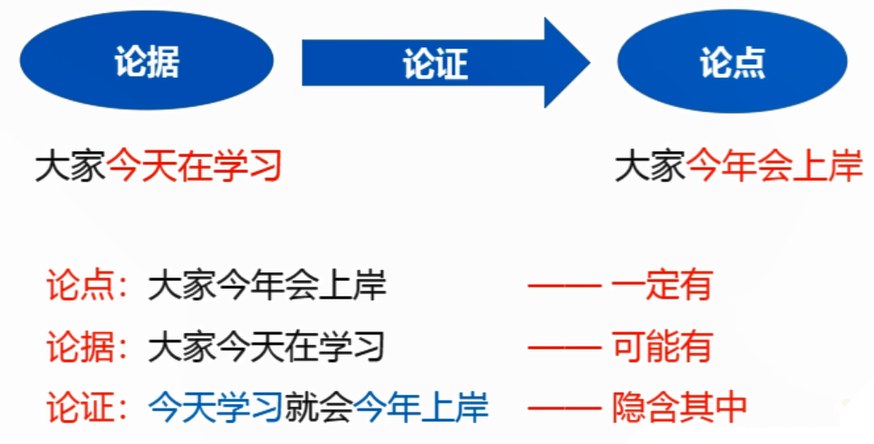 论据
论证
论点
大家今天在学习
大家今年会上岸
论点：大家今年会上岸 —— 一定有
论据：大家今天在学习 —— 可能有
论证：今天学习就会今年上岸 —— 隐含其中